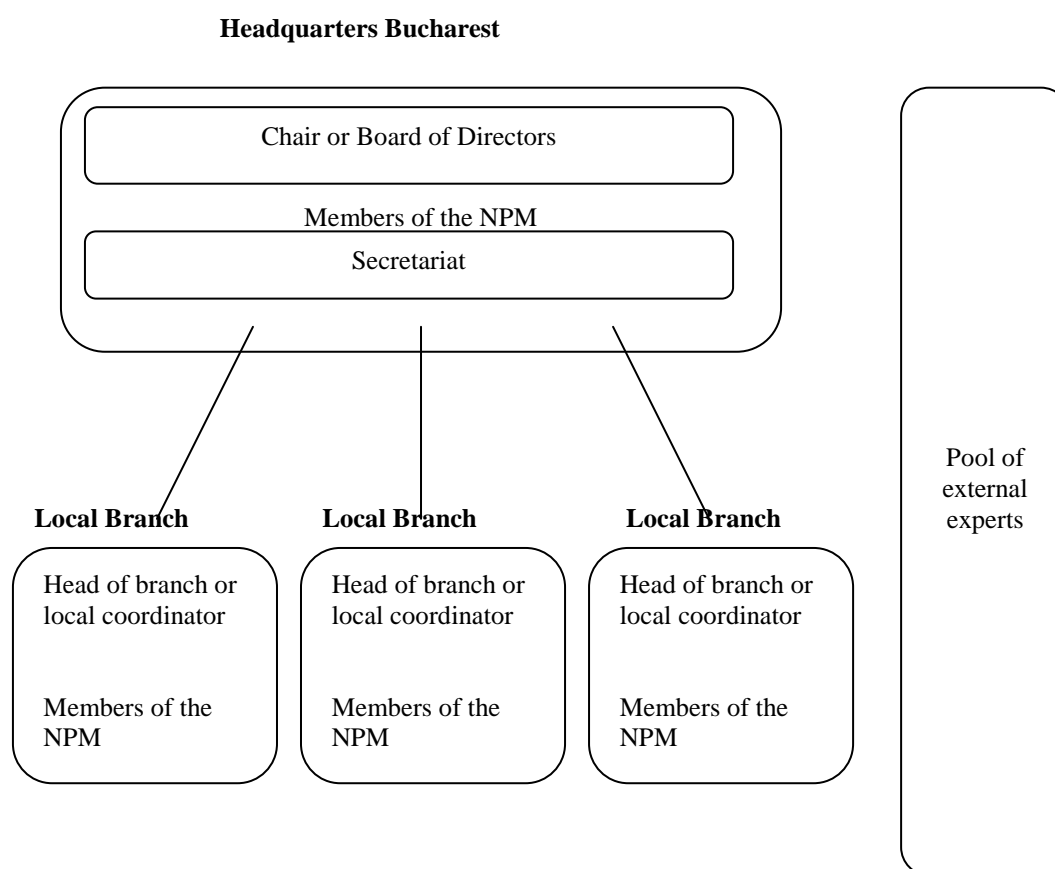 Headquarters Bucharest
Chair or Board of Directors
Members of the NPM
Secretariat
Pool of
external
experts
Local Branch
Head of branch or
local coordinator
Members of the
NPM
Local Branch
Head of branch or
local coordinator
Members of the
NPM
Local Branch
Head of branch or
local coordinator
Members of the
NPM